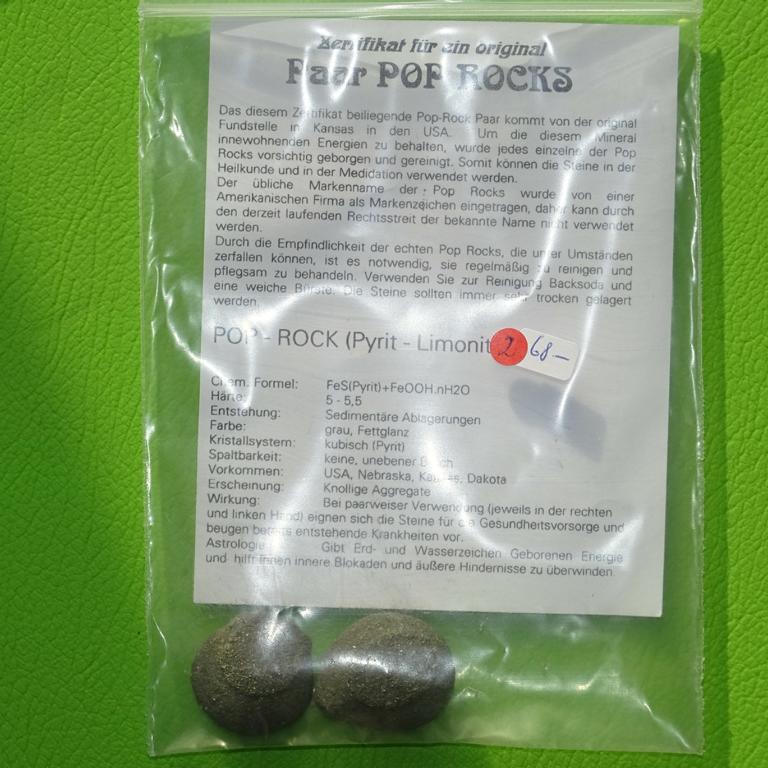 Zertifikat für ein original
Paar POP ROCKS
Das diesem Zertifikat beiliegende Pop-Rock Paar kommt von der original
Fundstelle in Kansas in den USA. Um die diesem Mineral
innewohnenden Energien zu behalten, wurde jedes einzelne der Pop
Rocks vorsichtig geborgen und gereinigt. Somit können die Steine in der
Heilkunde und in der Medidation verwendet werden.
Der übliche Markenname der Pop Rocks wurde von einer
Amerikanischen Firma als Markenzeichen eingetragen, daher kann durch
den derzeit laufenden Rechtsstreit der bekannte Name nicht verwendet
werden.
Durch die Empfindlichkeit der echten Pop Rocks, die unter Umständen
zerfallen können, ist es notwendig, sie regelmäßig zu reinigen und
pflegsam zu behandeln. Verwenden Sie zur Reinigung Backsoda und
eine weiche Bürste. Die Steine sollten immer sehr trocken gelagert
werden.
POP - ROCK (Pyrit - Limonit 2 68.-
Chem. Formel: FeS(Pyrit)+FeOOH.nH2O
Härte: 5 - 5,5
Entstehung: Sedimentäre Ablagerungen
Farbe: grau, Fettglanz
Kristallsystem: kubisch (Pyrit)
Spaltbarkeit: keine, unebener Bruch
Vorkommen: USA, Nebraska, Kansas, Dakota
Erscheinung: Knollige Aggregate
Wirkung: Bei paarweiser Verwendung (jeweils in der rechten
und linken Hand) eignen sich die Steine für die Gesundheitsvorsorge und
beugen bereits entstehende Krankheiten vor.
Astrologie Gibt Erd- und Wasserzeichen Geborenen Energie
und hilft Ihnen innere Blokaden und äußere Hindernisse zu überwinden.